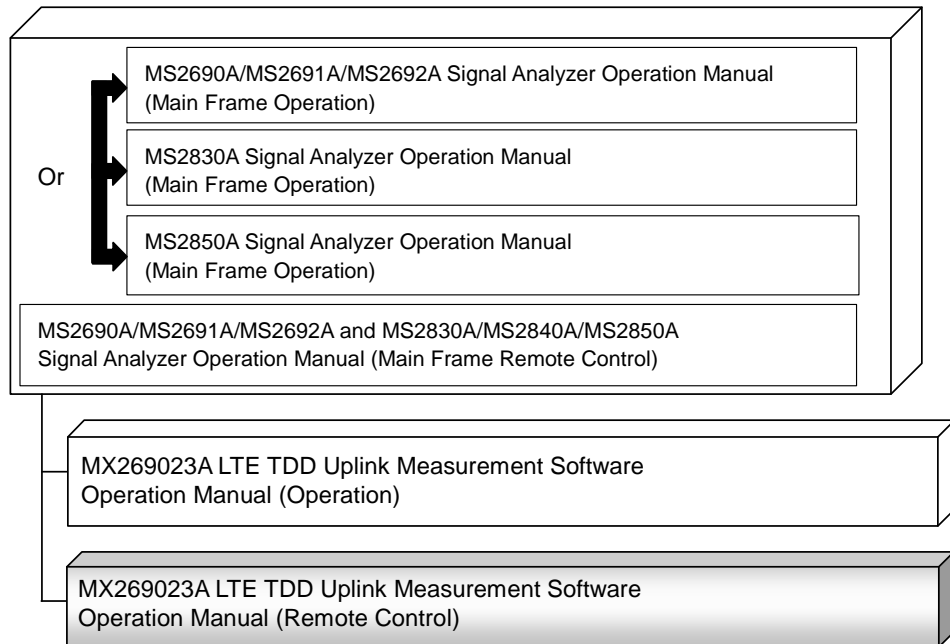 MS2690A/MS2691A/MS2692A Signal Analyzer Operation Manual
(Main Frame Operation)
Or
MS2830A Signal Analyzer Operation Manual
(Main Frame Operation)
MS2850A Signal Analyzer Operation Manual
(Main Frame Operation)
MS2690A/MS2691A/MS2692A and MS2830A/MS2840A/MS2850A
Signal Analyzer Operation Manual (Main Frame Remote Control)
MX269023A LTE TDD Uplink Measurement Software
Operation Manual (Operation)
MX269023A LTE TDD Uplink Measurement Software
Operation Manual (Remote Control)